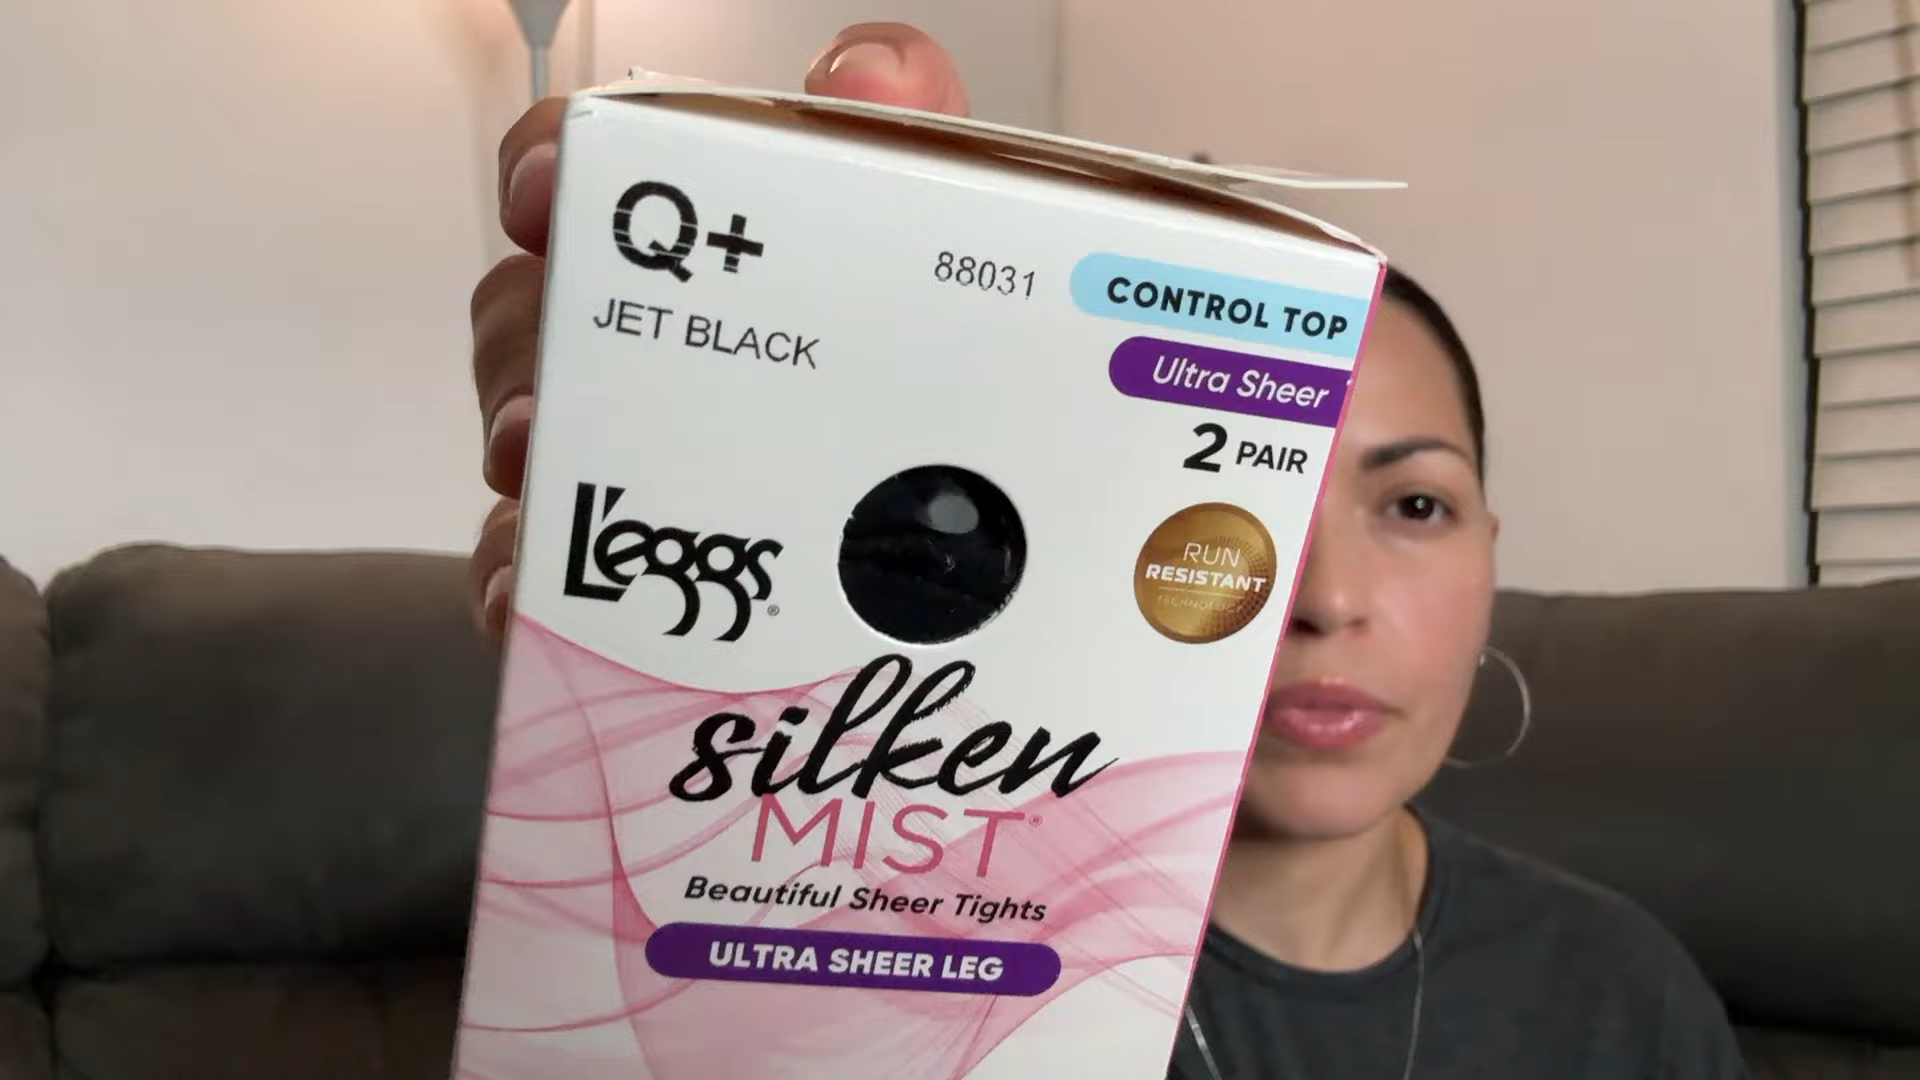 Q+
JET BLACK
88031
CONTROL TOP
Ultra Sheer
2 PAIR
L'eggs®
RUN
RESISTANT
TECHNOLOGY
silken
MIST®
Beautiful Sheer Tights
ULTRA SHEER LEG